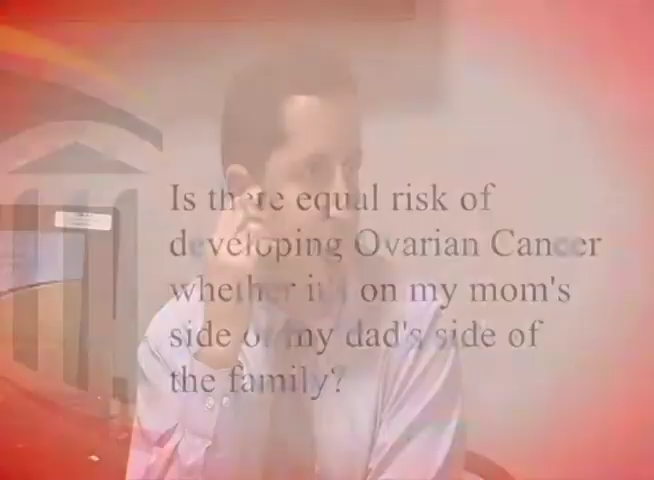 Is there equal risk of
developing Ovarian Cancer
whether it's on my mom's
side or my dad's side of
the family?